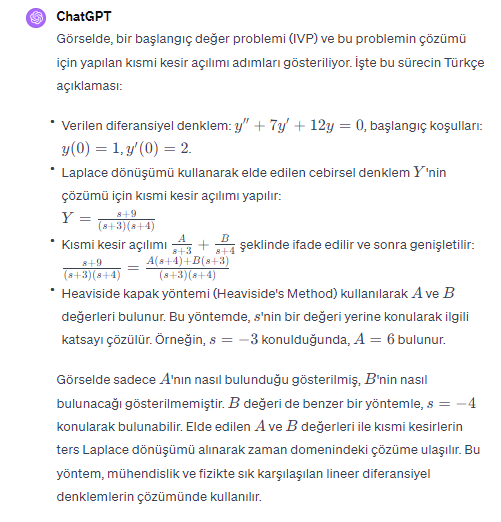 ChatGPT
Görselde, bir başlangıç değer problemi (IVP) ve bu problemin çözümü
için yapılan kısmi kesir açılımı adımları gösteriliyor. İşte bu sürecin Türkçe
açıklaması:
• Verilen diferansiyel denklem: y′′ + 7y′ + 12y = 0, başlangıç koşulları:
y(0) = 1, y′(0) = 2.
• Laplace dönüşümü kullanarak elde edilen cebirsel denklem Y'nin
çözümü için kısmi kesir açılımı yapılır:
Y = (s+9)/((s+3)(s+4))
• Kısmi kesir açılımı A/(s+3) + B/(s+4) şeklinde ifade edilir ve sonra genişletilir:
(s+9)/((s+3)(s+4)) = (A(s+4)+B(s+3))/((s+3)(s+4))
• Heaviside kapak yöntemi (Heaviside's Method) kullanılarak A ve B
değerleri bulunur. Bu yöntemde, s'nin bir değeri yerine konularak ilgili
katsayı çözülür. Örneğin, s = −3 konulduğunda, A = 6 bulunur.
Görselde sadece A'nın nasıl bulunduğu gösterilmiş, B'nin nasıl
bulunacağı gösterilmemiştir. B değeri de benzer bir yöntemle, s = −4
konularak bulunabilir. Elde edilen A ve B değerleri ile kısmi kesirlerin
ters Laplace dönüşümü alınarak zaman domenindeki çözüme ulaşılır. Bu
yöntem, mühendislik ve fizikte sık karşılaşılan lineer diferansiyel
denklemlerin çözümünde kullanılır.